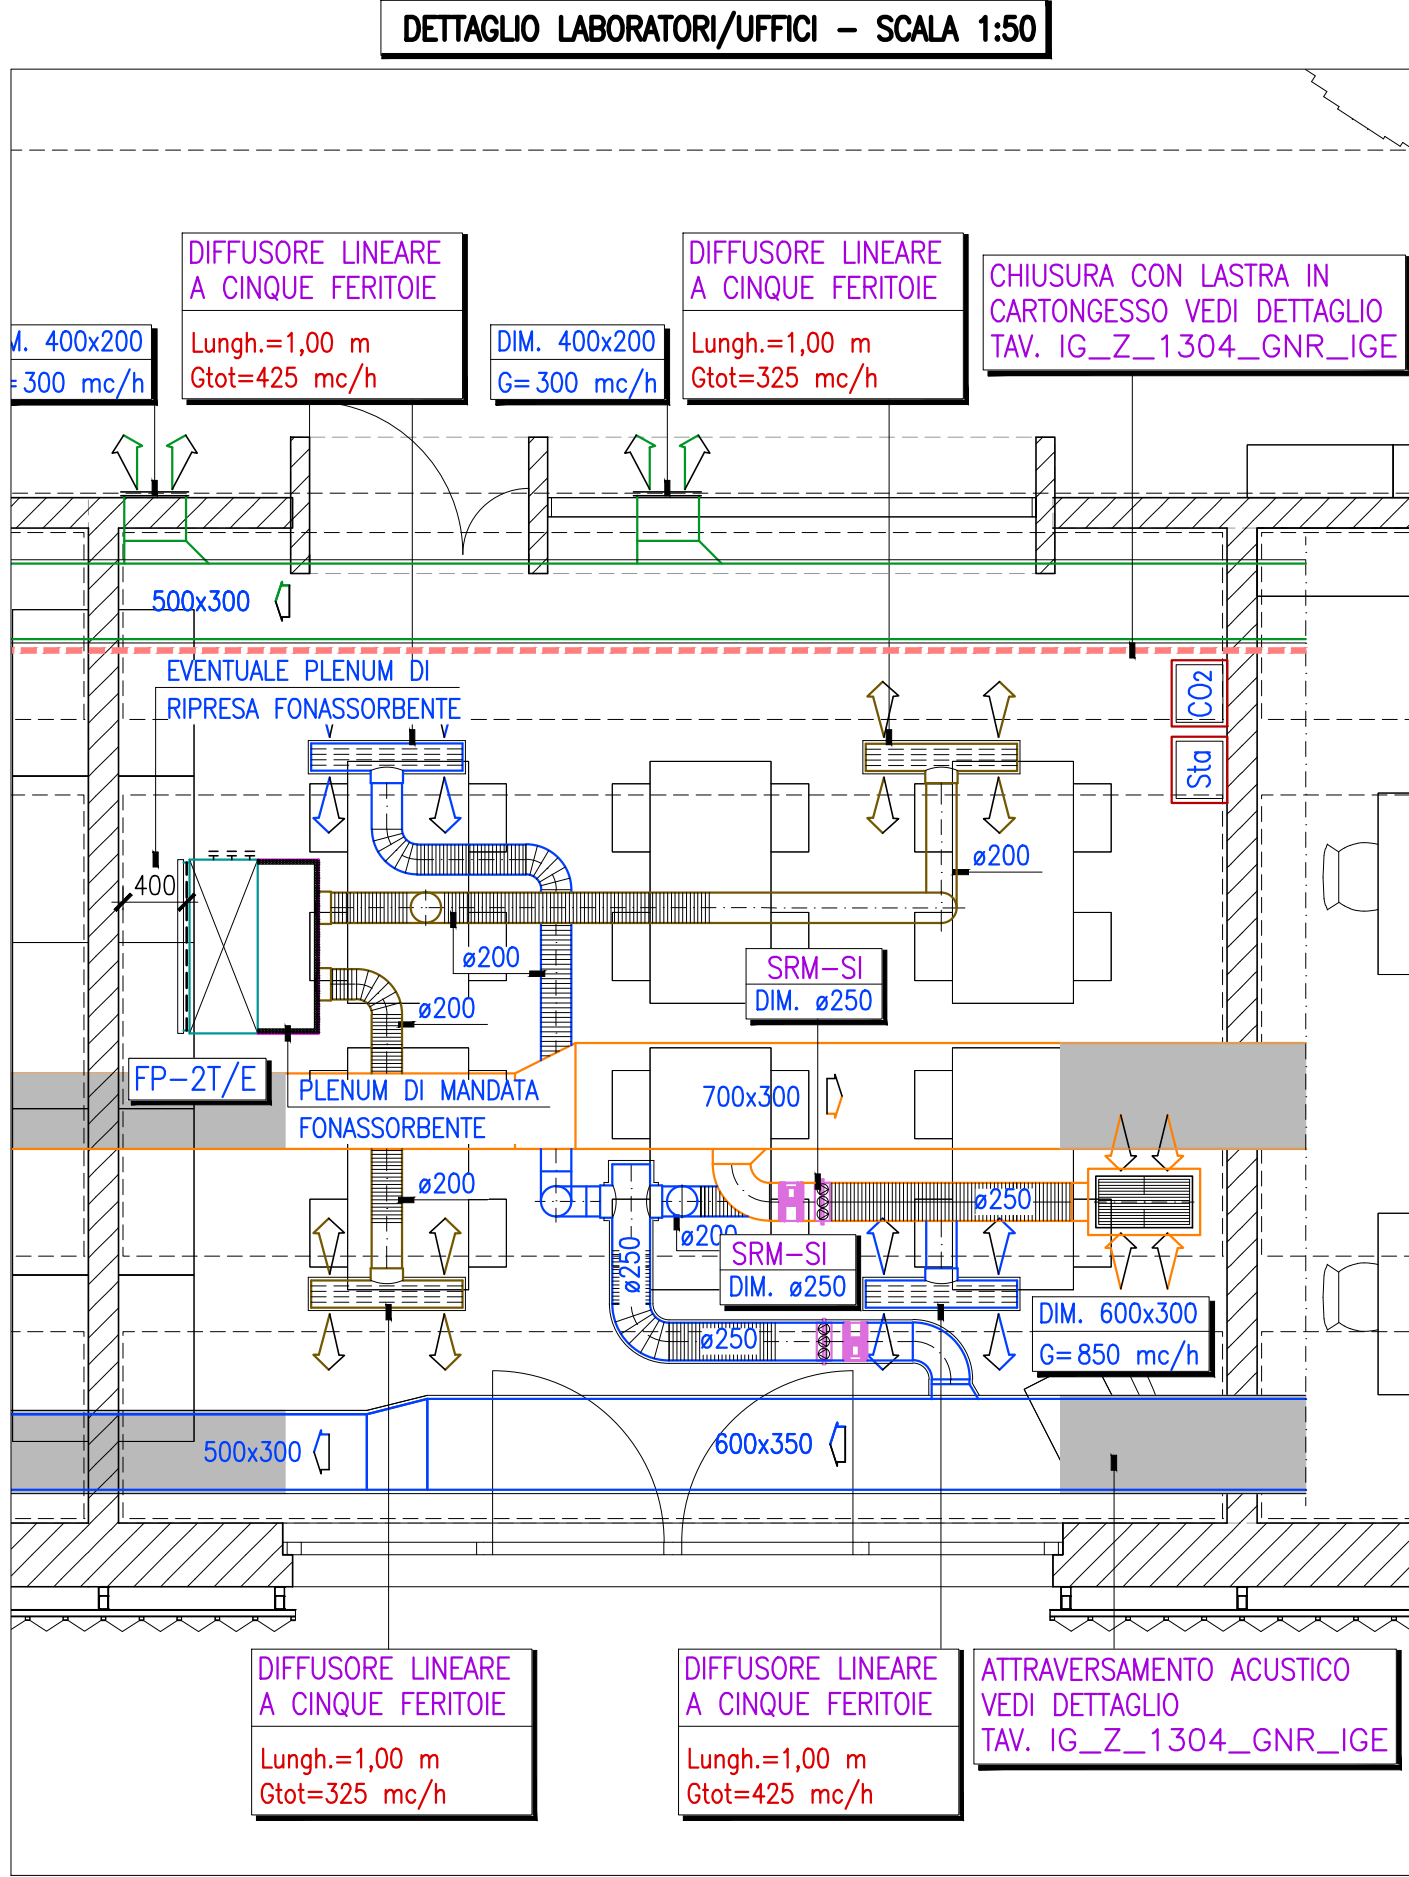 DETTAGLIO LABORATORI/UFFICI – SCALA 1:50
DIFFUSORE LINEARE
A CINQUE FERITOIE
Lungh.=1,00 m
Gtot=425 mc/h
DIFFUSORE LINEARE
A CINQUE FERITOIE
Lungh.=1,00 m
Gtot=325 mc/h
CHIUSURA CON LASTRA IN
CARTONGESSO VEDI DETTAGLIO
TAV. IG_Z_1304_GNR_IGE
M. 400x200
=300 mc/h
DIM. 400x200
G=300 mc/h
500x300
EVENTUALE PLENUM DI
RIPRESA FONASSORBENTE
CO2
Sta
400
ø200
ø200
ø200
SRM-SI
DIM. ø250
FP-2T/E
PLENUM DI MANDATA
FONASSORBENTE
700x300
ø200
ø250
ø200
ø250
SRM-SI
DIM. ø250
ø250
DIM. 600x300
G=850 mc/h
500x300
600x350
DIFFUSORE LINEARE
A CINQUE FERITOIE
Lungh.=1,00 m
Gtot=325 mc/h
DIFFUSORE LINEARE
A CINQUE FERITOIE
Lungh.=1,00 m
Gtot=425 mc/h
ATTRAVERSAMENTO ACUSTICO
VEDI DETTAGLIO
TAV. IG_Z_1304_GNR_IGE